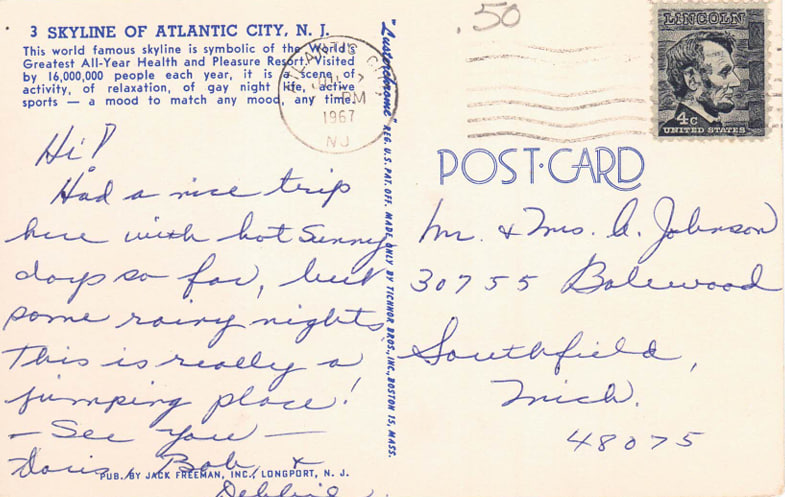 3 SKYLINE OF ATLANTIC CITY, N. J.
This world famous skyline is symbolic of the World's
Greatest All-Year Health and Pleasure Resort. Visited
by 16,000,000 people each year, it is a scene of
activity, of relaxation, of gay night life, active
sports — a mood to match any mood, any time.
ATLANTIC CITY
PM
1967
NJ
.50
LINCOLN
4c
UNITED STATES
POST·CARD
Hi!
Had a nice trip
here with hot Sunny
days so far, but
some rainy nights
This is really a
jumping place!
— See you —
Doris, Bob, &
Debbie
PUB. BY JACK FREEMAN, INC., LONGPORT, N. J.
"Lusterchrome" REG. U.S. PAT. OFF. MADE ONLY BY TICHNOR BROS., INC., BOSTON 15, MASS.
Mr. & Mrs. A. Johnson
30755 Balewood
Southfield,
Mich.
48075